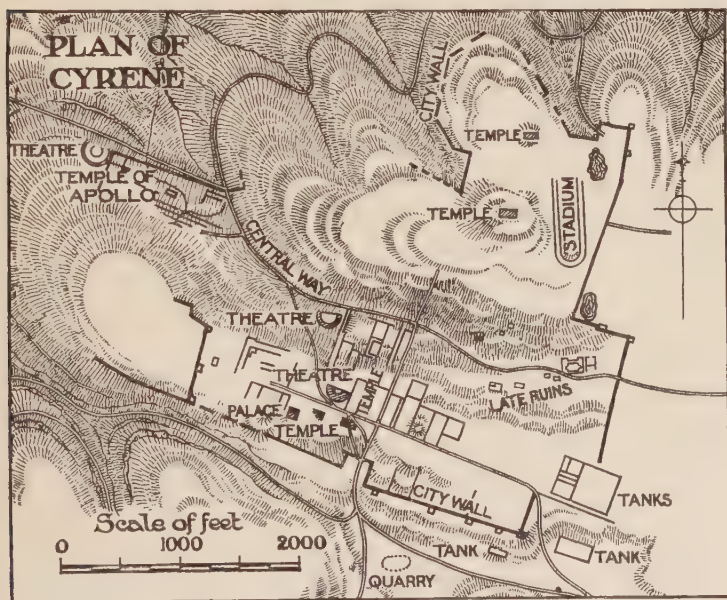 PLAN OF
CYRENE
CITY WALL
TEMPLE
THEATRE
TEMPLE OF
APOLLO
TEMPLE
STADIUM
CENTRAL WAY
THEATRE
THEATRE
TEMPLE
LATE RUINS
PALACE
TEMPLE
CITY WALL
TANKS
Scale of feet
0 1000 2000
TANK
TANK
QUARRY